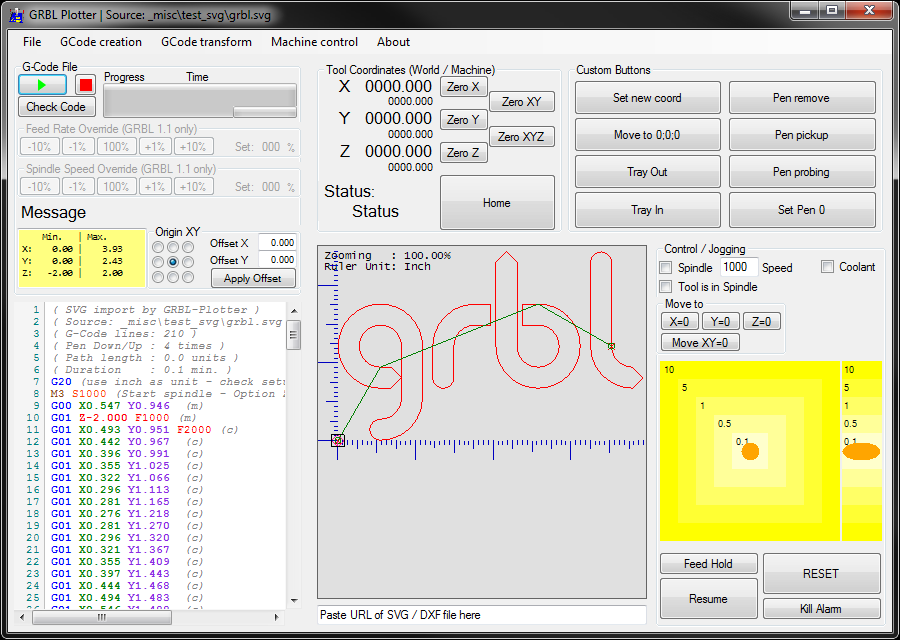 GRBL Plotter | Source: _misc\test_svg\grbl.svg
File GCode creation GCode transform Machine control About
G-Code File
Progress Time
Check Code
Feed Rate Override (GRBL 1.1 only)
-10% -1% 100% +1% +10% Set: 000 %
Spindle Speed Override (GRBL 1.1 only)
-10% -1% 100% +1% +10% Set: 000 %
Message
Min. | Max.
X: 0.00 | 3.93
Y: 0.00 | 2.43
Z: -2.00 | 2.00
Origin XY
Offset X 0.000
Offset Y 0.000
Apply Offset
1 ( SVG import by GRBL-Plotter )
2 ( Source: _misc\test_svg\grbl.svg
3 ( G-Code lines: 210 )
4 ( Pen Down/Up : 4 times )
5 ( Path length : 0.0 units )
6 ( Duration : 0.1 min. )
7 G20 (use inch as unit - check setu
8 M3 S1000 (Start spindle - Option
9 G00 X0.547 Y0.946 (m)
10 G01 Z-2.000 F1000 (m)
11 G01 X0.493 Y0.951 F2000 (c)
12 G01 X0.442 Y0.967 (c)
13 G01 X0.396 Y0.991 (c)
14 G01 X0.355 Y1.025 (c)
15 G01 X0.322 Y1.066 (c)
16 G01 X0.296 Y1.113 (c)
17 G01 X0.281 Y1.165 (c)
18 G01 X0.276 Y1.218 (c)
19 G01 X0.281 Y1.270 (c)
20 G01 X0.296 Y1.320 (c)
21 G01 X0.321 Y1.367 (c)
22 G01 X0.355 Y1.409 (c)
23 G01 X0.397 Y1.443 (c)
24 G01 X0.444 Y1.468 (c)
25 G01 X0.494 Y1.483 (c)
Tool Coordinates (World / Machine)
X 0000.000 Zero X
0000.000
Zero XY
Y 0000.000 Zero Y
0000.000
Zero XYZ
Z 0000.000 Zero Z
0000.000
Status:
Status
Home
Zooming : 100.00%
Ruler Unit: Inch
grbl
Paste URL of SVG / DXF file here
Custom Buttons
Set new coord Pen remove
Move to 0;0;0 Pen pickup
Tray Out Pen probing
Tray In Set Pen 0
Control / Jogging
Spindle 1000 Speed Coolant
Tool is in Spindle
Move to
X=0 Y=0 Z=0
Move XY=0
10 10
5 5
1 1
0.5 0.5
0.1 0.1
Feed Hold RESET
Resume Kill Alarm